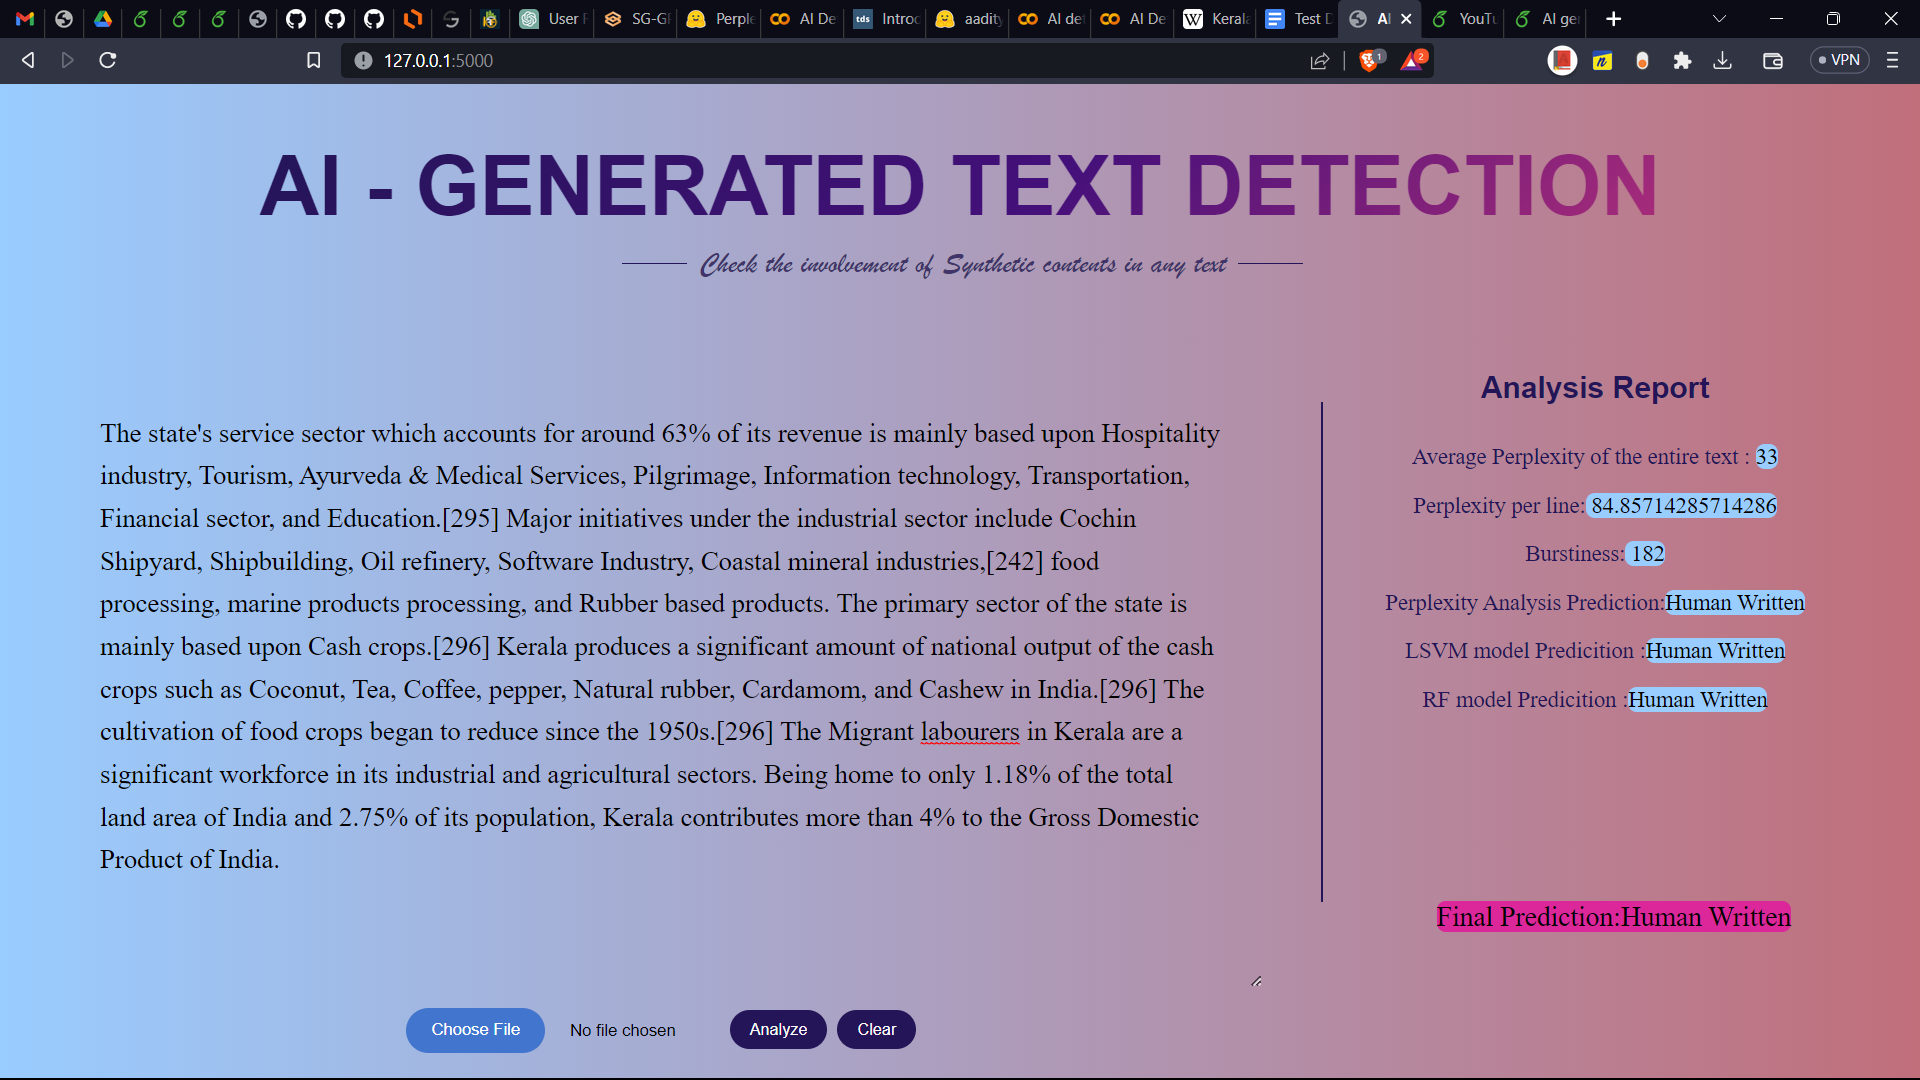 User
SG-G
Perple
AI De
Introd
aadity
AI det
AI De
Kerala
Test D
AI
YouTu
AI ge
127.0.0.1:5000
1
2
VPN
AI - GENERATED TEXT DETECTION
Check the involvement of Synthetic contents in any text
The state's service sector which accounts for around 63% of its revenue is mainly based upon Hospitality
industry, Tourism, Ayurveda & Medical Services, Pilgrimage, Information technology, Transportation,
Financial sector, and Education.[295] Major initiatives under the industrial sector include Cochin
Shipyard, Shipbuilding, Oil refinery, Software Industry, Coastal mineral industries,[242] food
processing, marine products processing, and Rubber based products. The primary sector of the state is
mainly based upon Cash crops.[296] Kerala produces a significant amount of national output of the cash
crops such as Coconut, Tea, Coffee, pepper, Natural rubber, Cardamom, and Cashew in India.[296] The
cultivation of food crops began to reduce since the 1950s.[296] The Migrant labourers in Kerala are a
significant workforce in its industrial and agricultural sectors. Being home to only 1.18% of the total
land area of India and 2.75% of its population, Kerala contributes more than 4% to the Gross Domestic
Product of India.
Analysis Report
Average Perplexity of the entire text : 33
Perplexity per line: 84.85714285714286
Burstiness: 182
Perplexity Analysis Prediction:Human Written
LSVM model Predicition :Human Written
RF model Predicition :Human Written
Final Prediction:Human Written
Choose File
No file chosen
Analyze
Clear